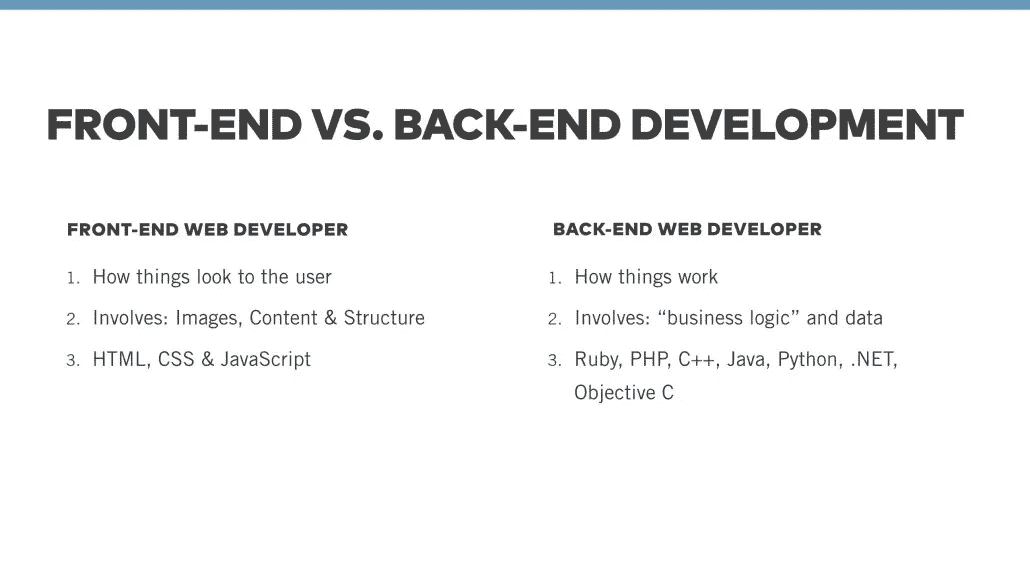 FRONT-END VS. BACK-END DEVELOPMENT
FRONT-END WEB DEVELOPER
1. How things look to the user
2. Involves: Images, Content & Structure
3. HTML, CSS & JavaScript
BACK-END WEB DEVELOPER
1. How things work
2. Involves: “business logic” and data
3. Ruby, PHP, C++, Java, Python, .NET,
Objective C